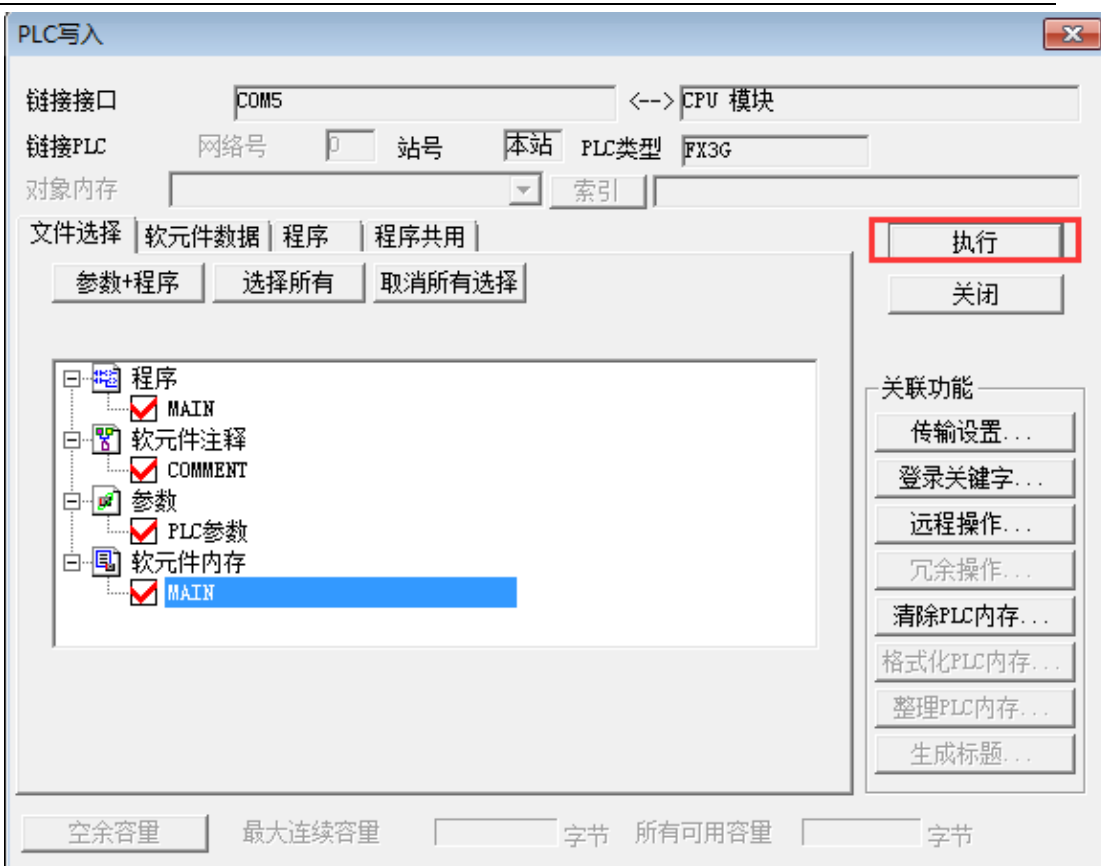 PLC写入
链接接口 COM5 <--> CPU 模块
链接PLC 网络号 0 站号 本站 PLC类型 FX3G
对象内存 索引
文件选择 软元件数据 程序 程序共用
执行
参数+程序 选择所有 取消所有选择
关闭
程序
MAIN
软元件注释
COMMENT
参数
PLC参数
软元件内存
MAIN
关联功能
传输设置...
登录关键字...
远程操作...
冗余操作...
清除PLC内存...
格式化PLC内存...
整理PLC内存...
生成标题...
空余容量 最大连续容量 字节 所有可用容量 字节